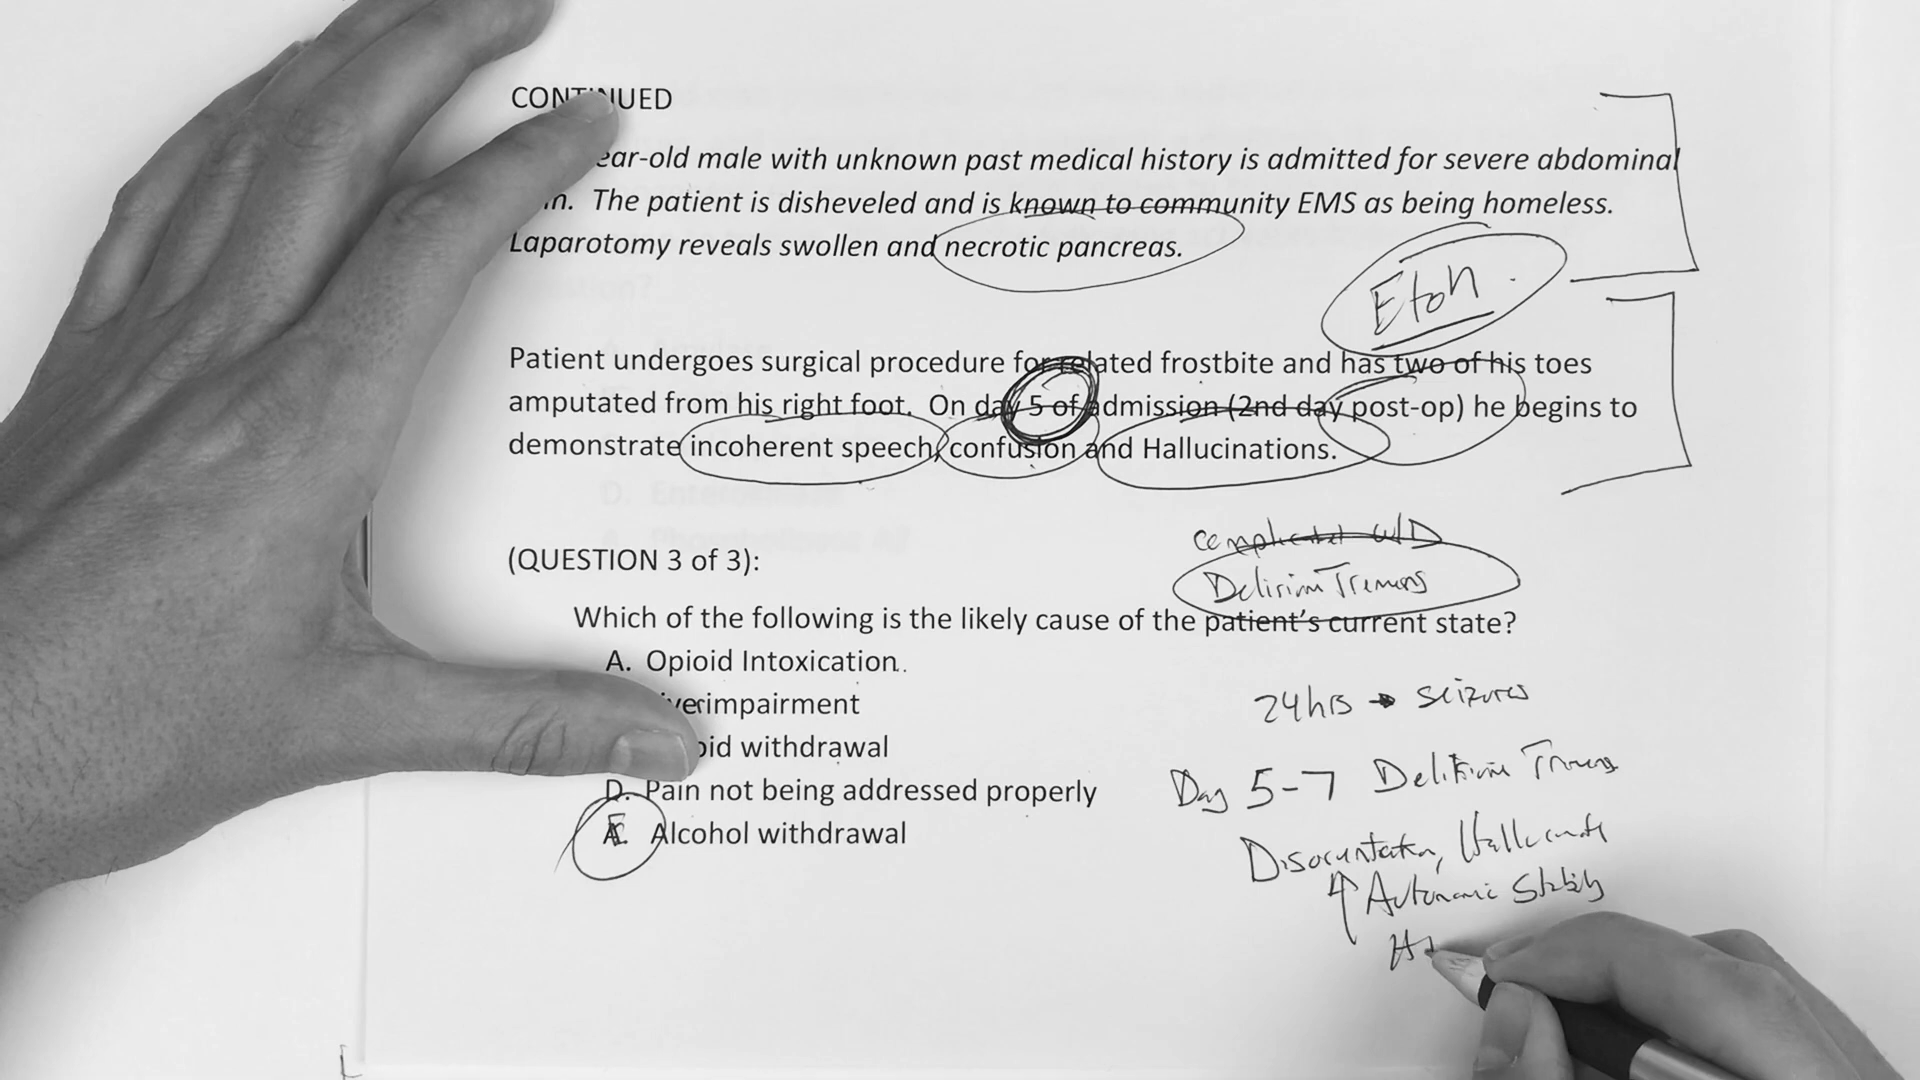 CONTINUED
ear-old male with unknown past medical history is admitted for severe abdominal
in. The patient is disheveled and is known to community EMS as being homeless.
Laparotomy reveals swollen and necrotic pancreas.
Etoh
Patient undergoes surgical procedure for related frostbite and has two of his toes
amputated from his right foot. On day 5 of admission (2nd day post-op) he begins to
demonstrate incoherent speech, confusion and Hallucinations.
W/D
(QUESTION 3 of 3):
Delirium Tremens
Which of the following is the likely cause of the patient's current state?
A. Opioid Intoxication.
ver impairment
24hrs → seizures
oid withdrawal
Day 5-7 Delirium
D. Pain not being addressed properly
E. Alcohol withdrawal
Disorientation,
↑ Autonomic